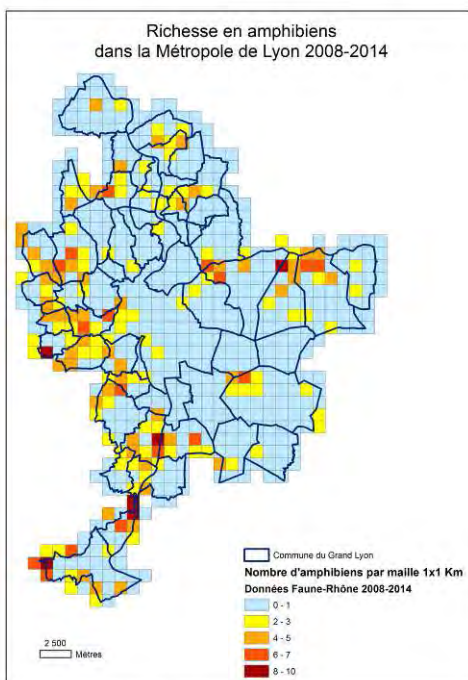 Richesse en amphibiens
dans la Métropole de Lyon 2008-2014
Commune du Grand Lyon
Nombre d'amphibiens par maille 1x1 Km
Données Faune-Rhône 2008-2014
0 - 1
2 - 3
4 - 5
6 - 7
8 - 10
2 500
Mètres